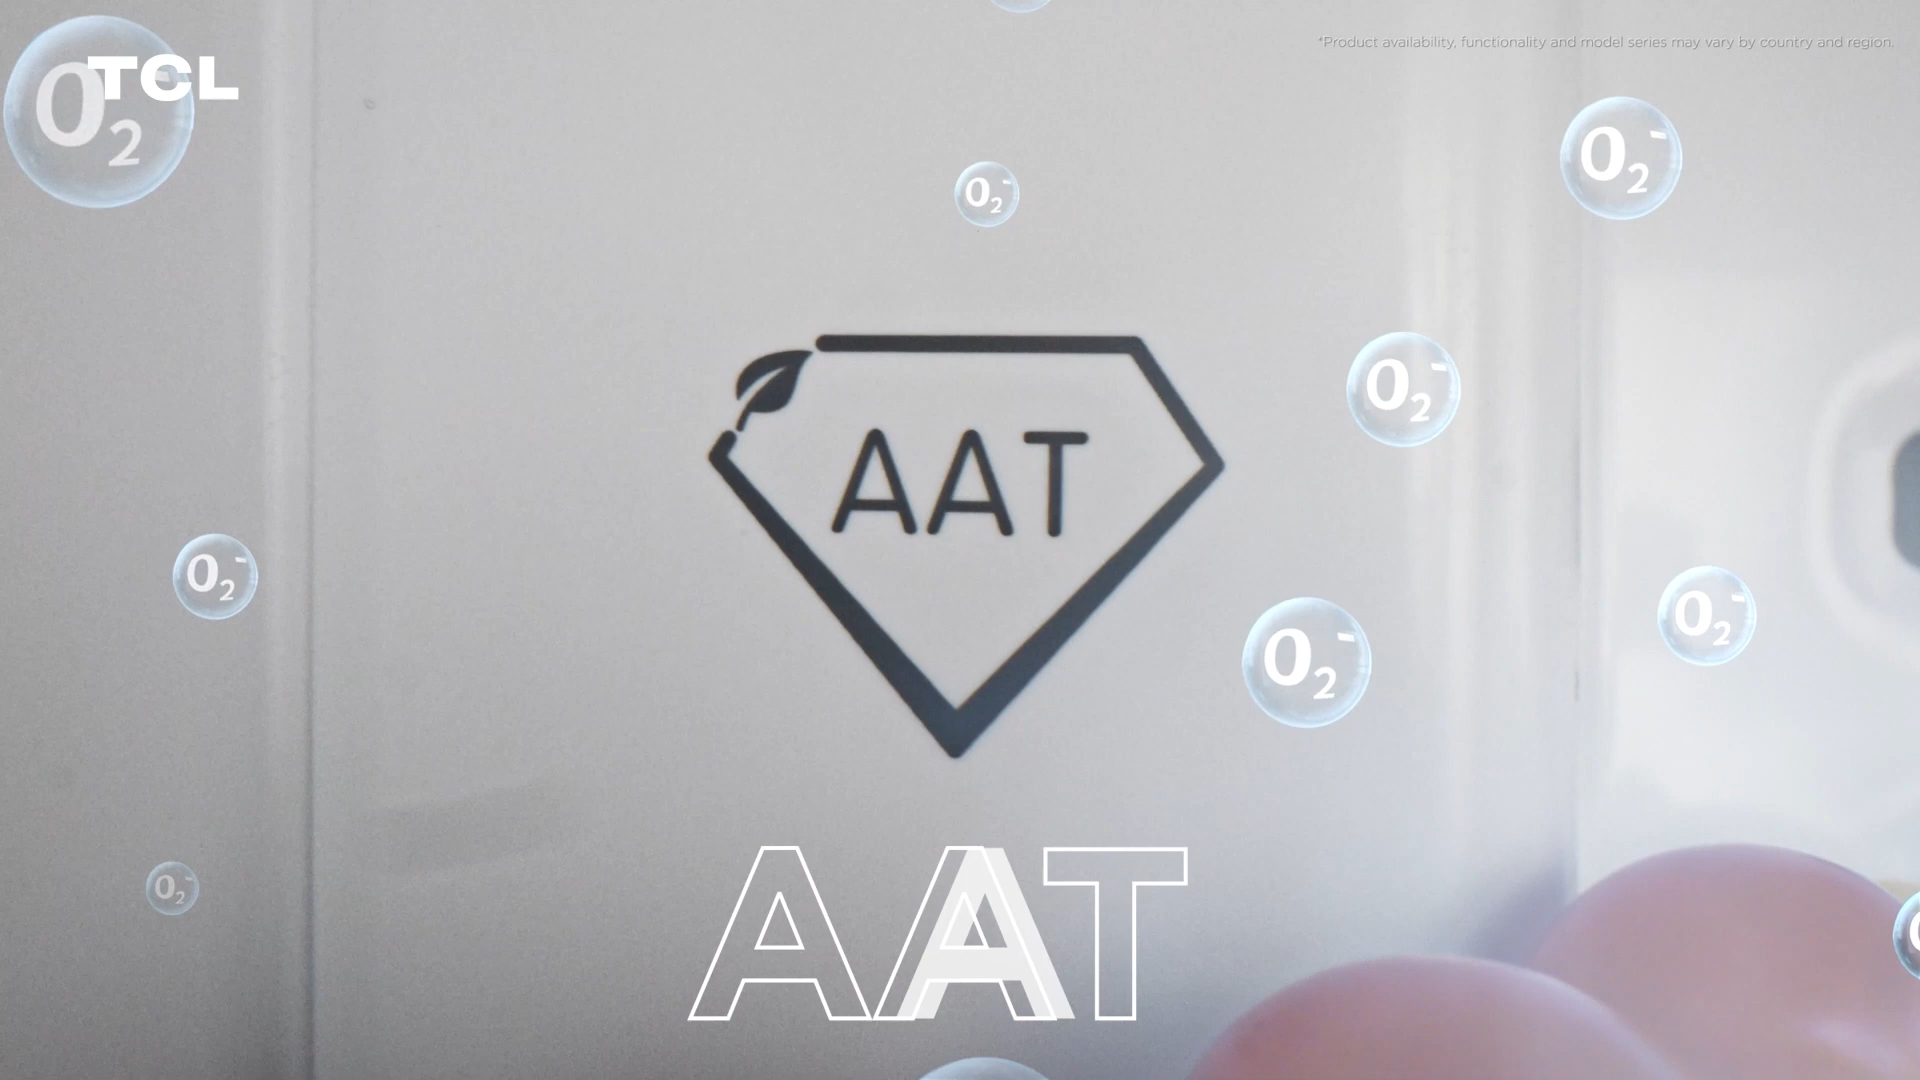 TCL
*Product availability, functionality and model series may vary by country and region.
O₂
O₂⁻
O₂⁻
O₂⁻
AAT
O₂⁻
O₂⁻
O₂⁻
O₂⁻
AAT